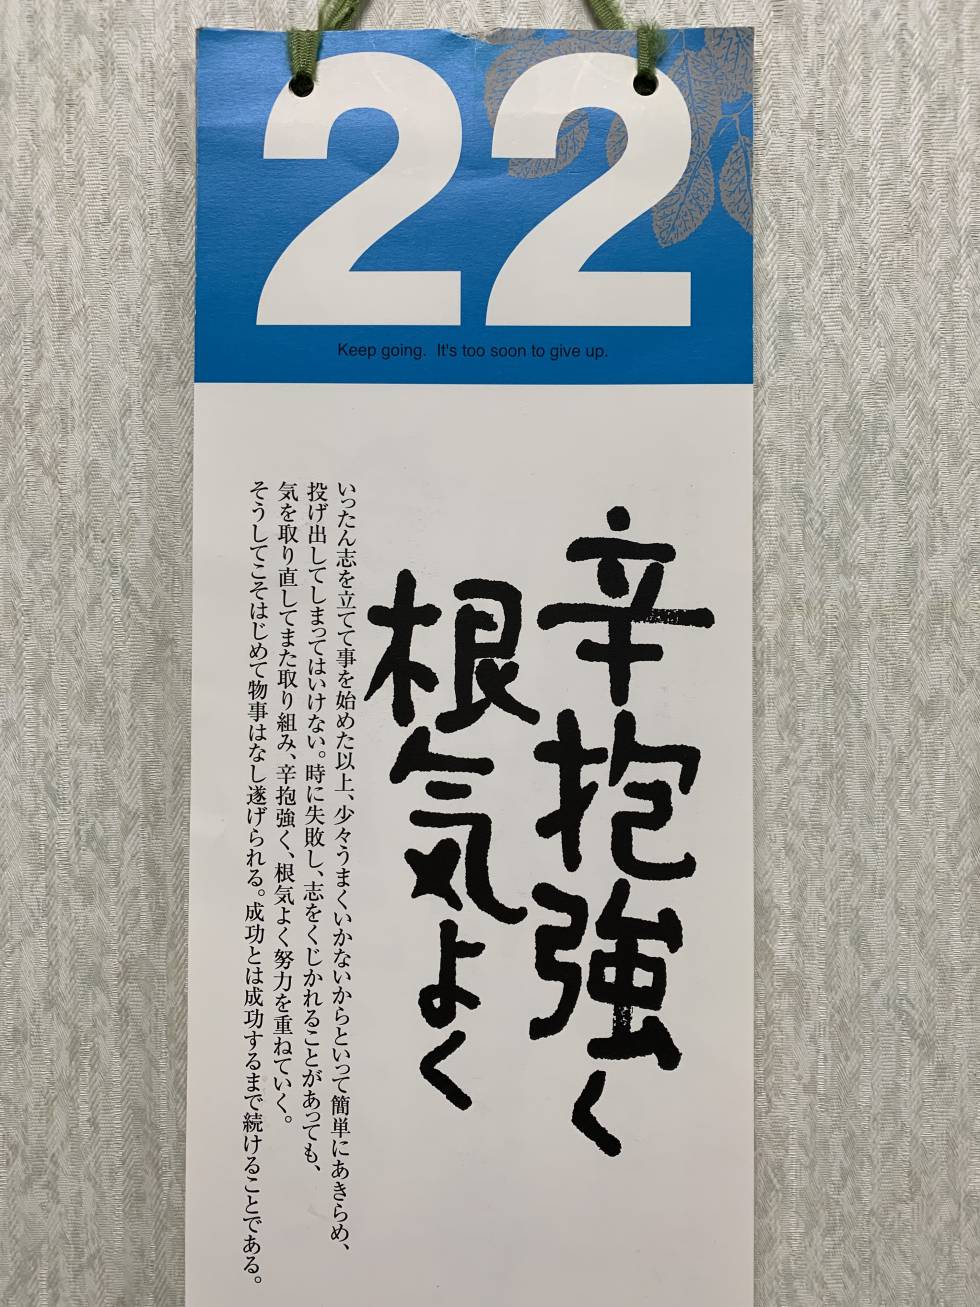 22
Keep going. It's too soon to give up.
辛抱強く
根気よく
いったん志を立てて事を始めた以上、少々うまくいかないからといって簡単にあきらめ、
投げ出してしまってはいけない。時に失敗し、志をくじかれることがあっても、
気を取り直してまた取り組み、辛抱強く、根気よく努力を重ねていく。
そうしてこそはじめて物事はなし遂げられる。成功とは成功するまで続けることである。